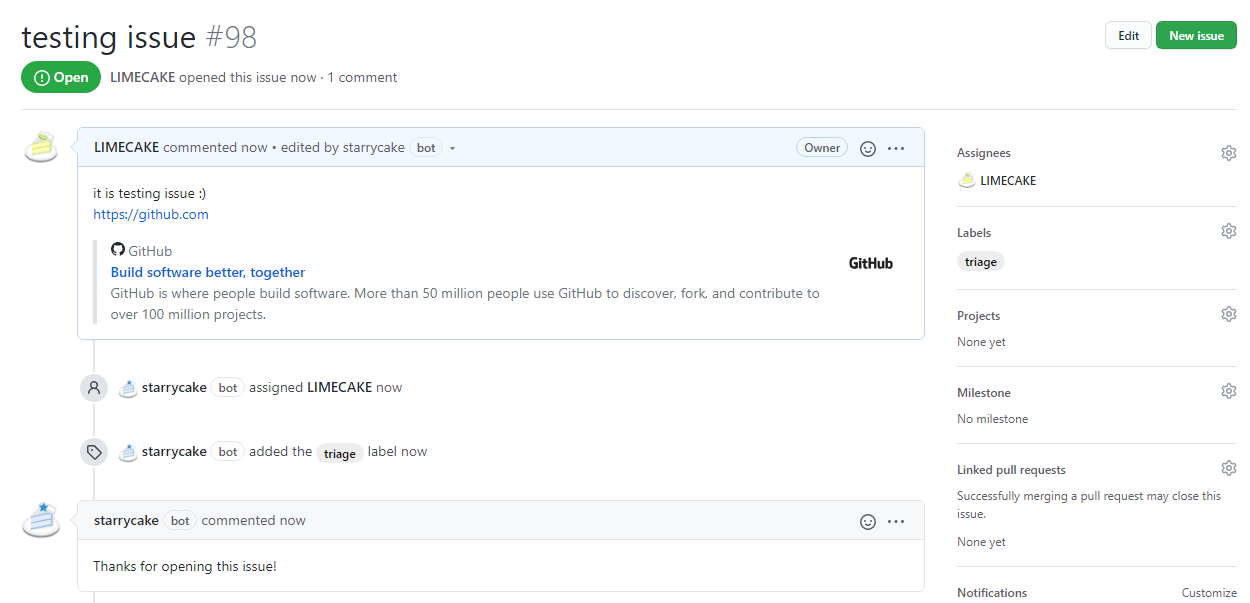 testing issue #98
Edit
New issue
Open
LIMECAKE opened this issue now · 1 comment
LIMECAKE commented now • edited by starrycake bot
Owner
it is testing issue :)
https://github.com
GitHub
Build software better, together
GitHub is where people build software. More than 50 million people use GitHub to discover, fork, and contribute to
over 100 million projects.
GitHub
starrycake bot assigned LIMECAKE now
starrycake bot added the triage label now
starrycake bot commented now
Thanks for opening this issue!
Assignees
LIMECAKE
Labels
triage
Projects
None yet
Milestone
No milestone
Linked pull requests
Successfully merging a pull request may close this
issue.
None yet
Notifications
Customize